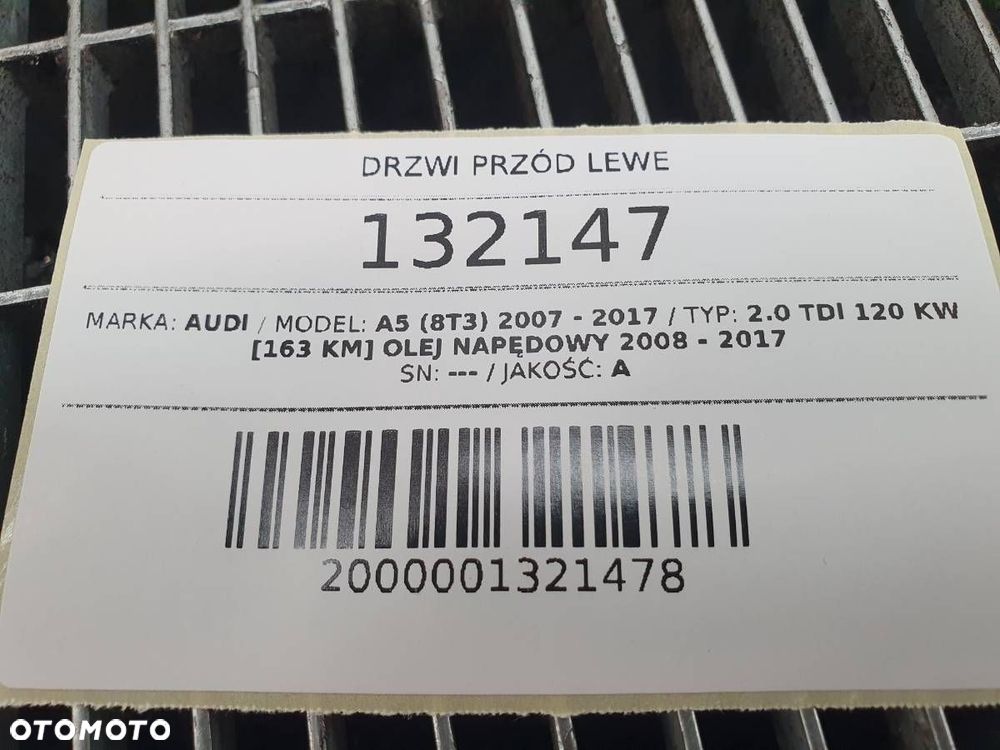 DRZWI PRZÓD LEWE
132147
MARKA: AUDI / MODEL: A5 (8T3) 2007 - 2017 / TYP: 2.0 TDI 120 KW
[163 KM] OLEJ NAPĘDOWY 2008 - 2017
SN: --- / JAKOŚĆ: A
2000001321478
OTOMOTO